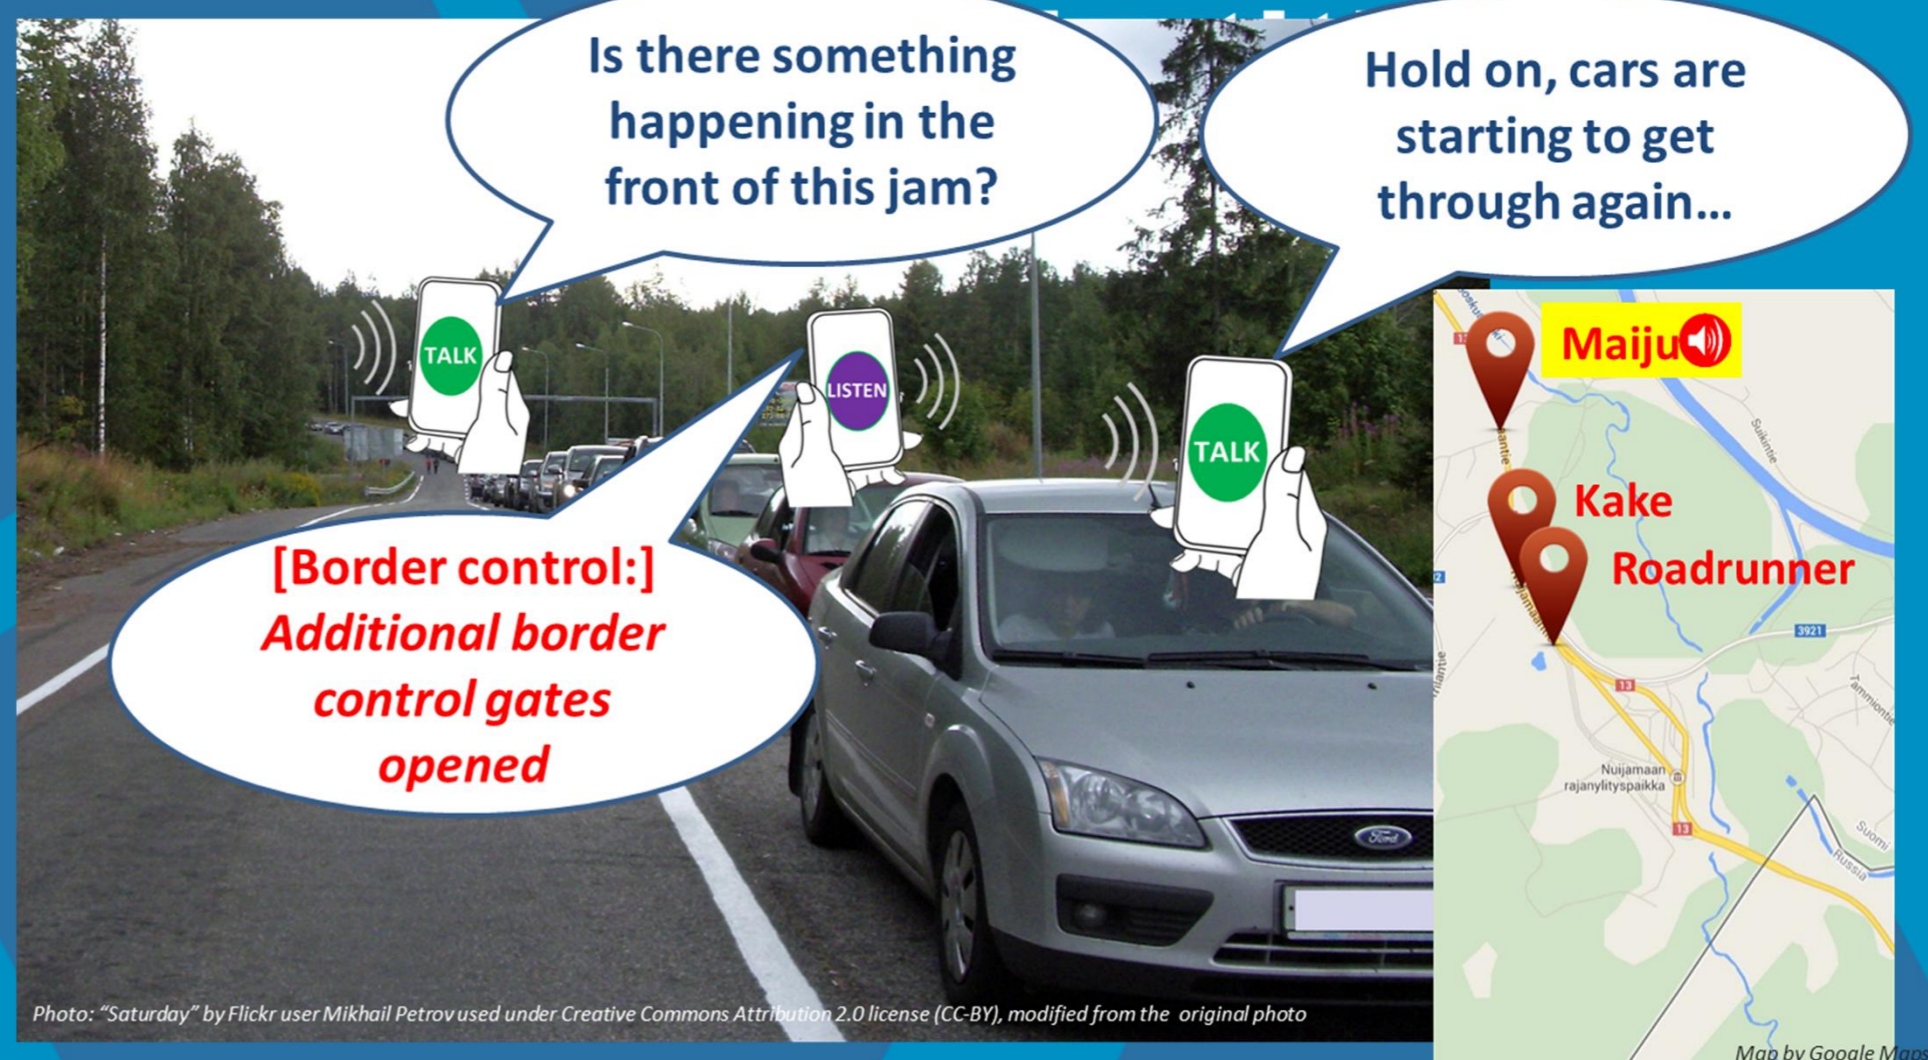 Is there something
happening in the
front of this jam?
Hold on, cars are
starting to get
through again...
TALK
LISTEN
TALK
[Border control:]
Additional border
control gates
opened
Maiju
Kake
Roadrunner
Suikintie
3921
13
Tammiontie
Nuijamaan
rajanylityspaikka
13
Suomi
Russia
Ford
Photo: “Saturday” by Flickr user Mikhail Petrov used under Creative Commons Attribution 2.0 license (CC-BY), modified from the original photo
Map by Google Maps